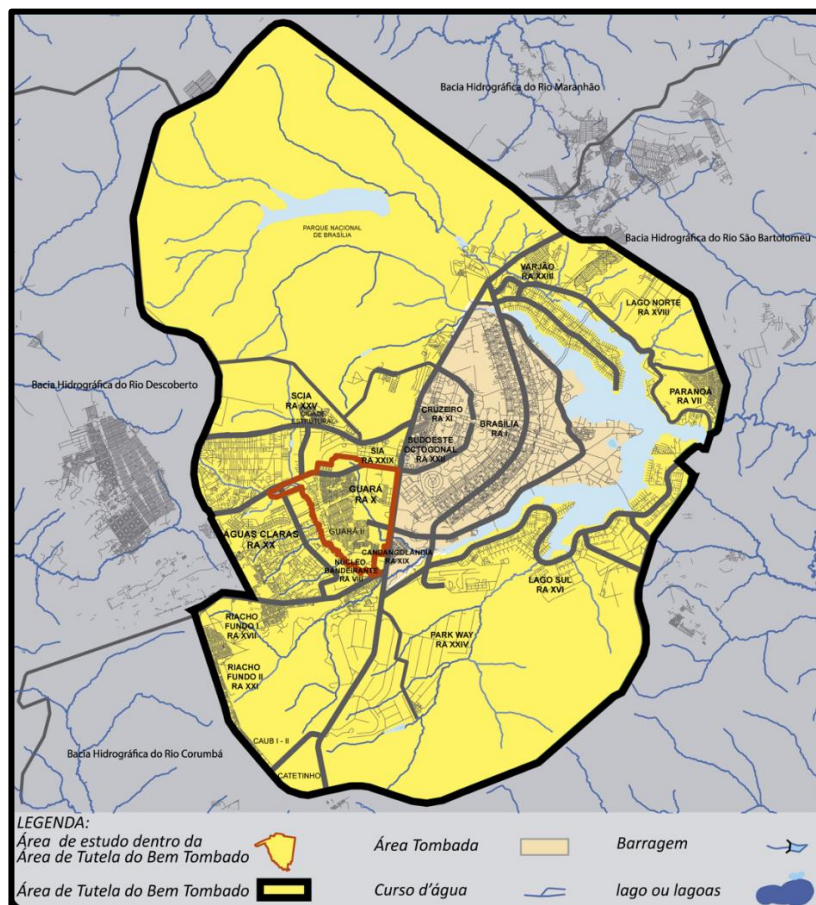 Bacia Hidrográfica do Rio Maranhão
PARQUE NACIONAL
DE BRASÍLIA
Bacia Hidrográfica do Rio São Bartolomeu
VARJÃO
RA XXIII
LAGO NORTE
RA XVIII
PARANOÁ
RA VII
Bacia Hidrográfica do Rio Descoberto
SCIA
RA XXV
CIDADE
ESTRUTURAL
CRUZEIRO
RA XI
BRASÍLIA
RA I
SUDOESTE
OCTOGONAL
RA XXII
SIA
RA XXIX
GUARÁ
RA X
GUARÁ II
ÁGUAS CLARAS
RA XX
CANDANGOLÂNDIA
RA XIX
NÚCLEO
BANDEIRANTE
RA VIII
LAGO SUL
RA XVI
RIACHO
FUNDO I
RA XVII
PARK WAY
RA XXIV
RIACHO
FUNDO II
RA XXI
CAUB I - II
Bacia Hidrográfica do Rio Corumbá
CATETINHO
LEGENDA:
Área de estudo dentro da
Área de Tutela do Bem Tombado
Área Tombada
Barragem
Área de Tutela do Bem Tombado
Curso d'água
lago ou lagoas